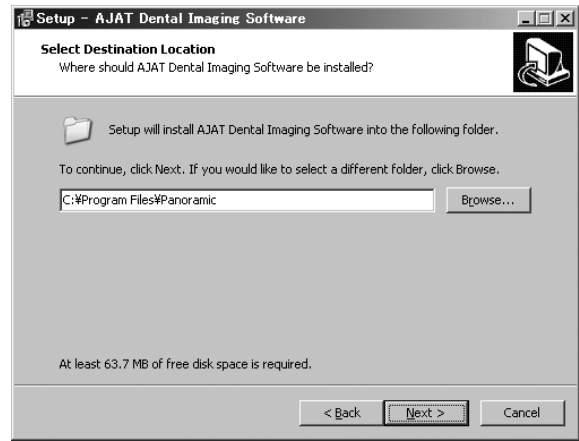 Setup - AJAT Dental Imaging Software
Select Destination Location
Where should AJAT Dental Imaging Software be installed?
Setup will install AJAT Dental Imaging Software into the following folder.
To continue, click Next. If you would like to select a different folder, click Browse.
C:¥Program Files¥Panoramic
Browse...
At least 63.7 MB of free disk space is required.
< Back Next > Cancel